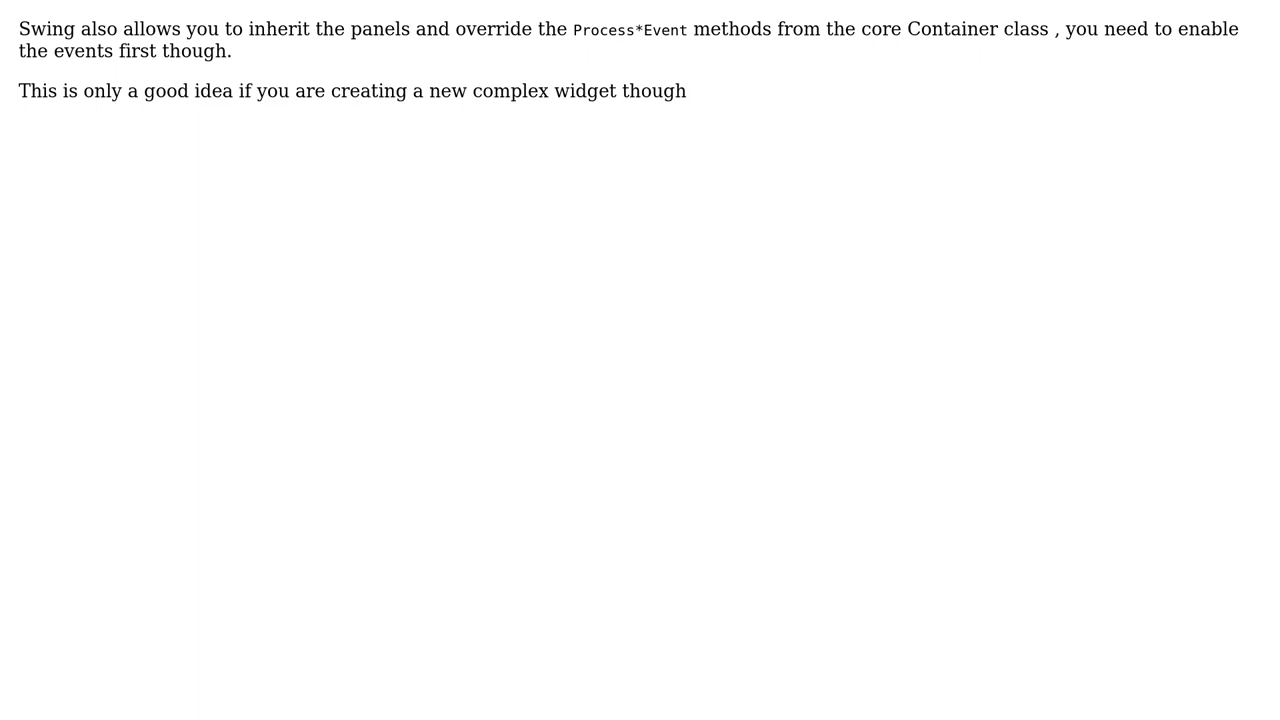 Swing also allows you to inherit the panels and override the Process*Event methods from the core Container class , you need to enable
the events first though.
This is only a good idea if you are creating a new complex widget though